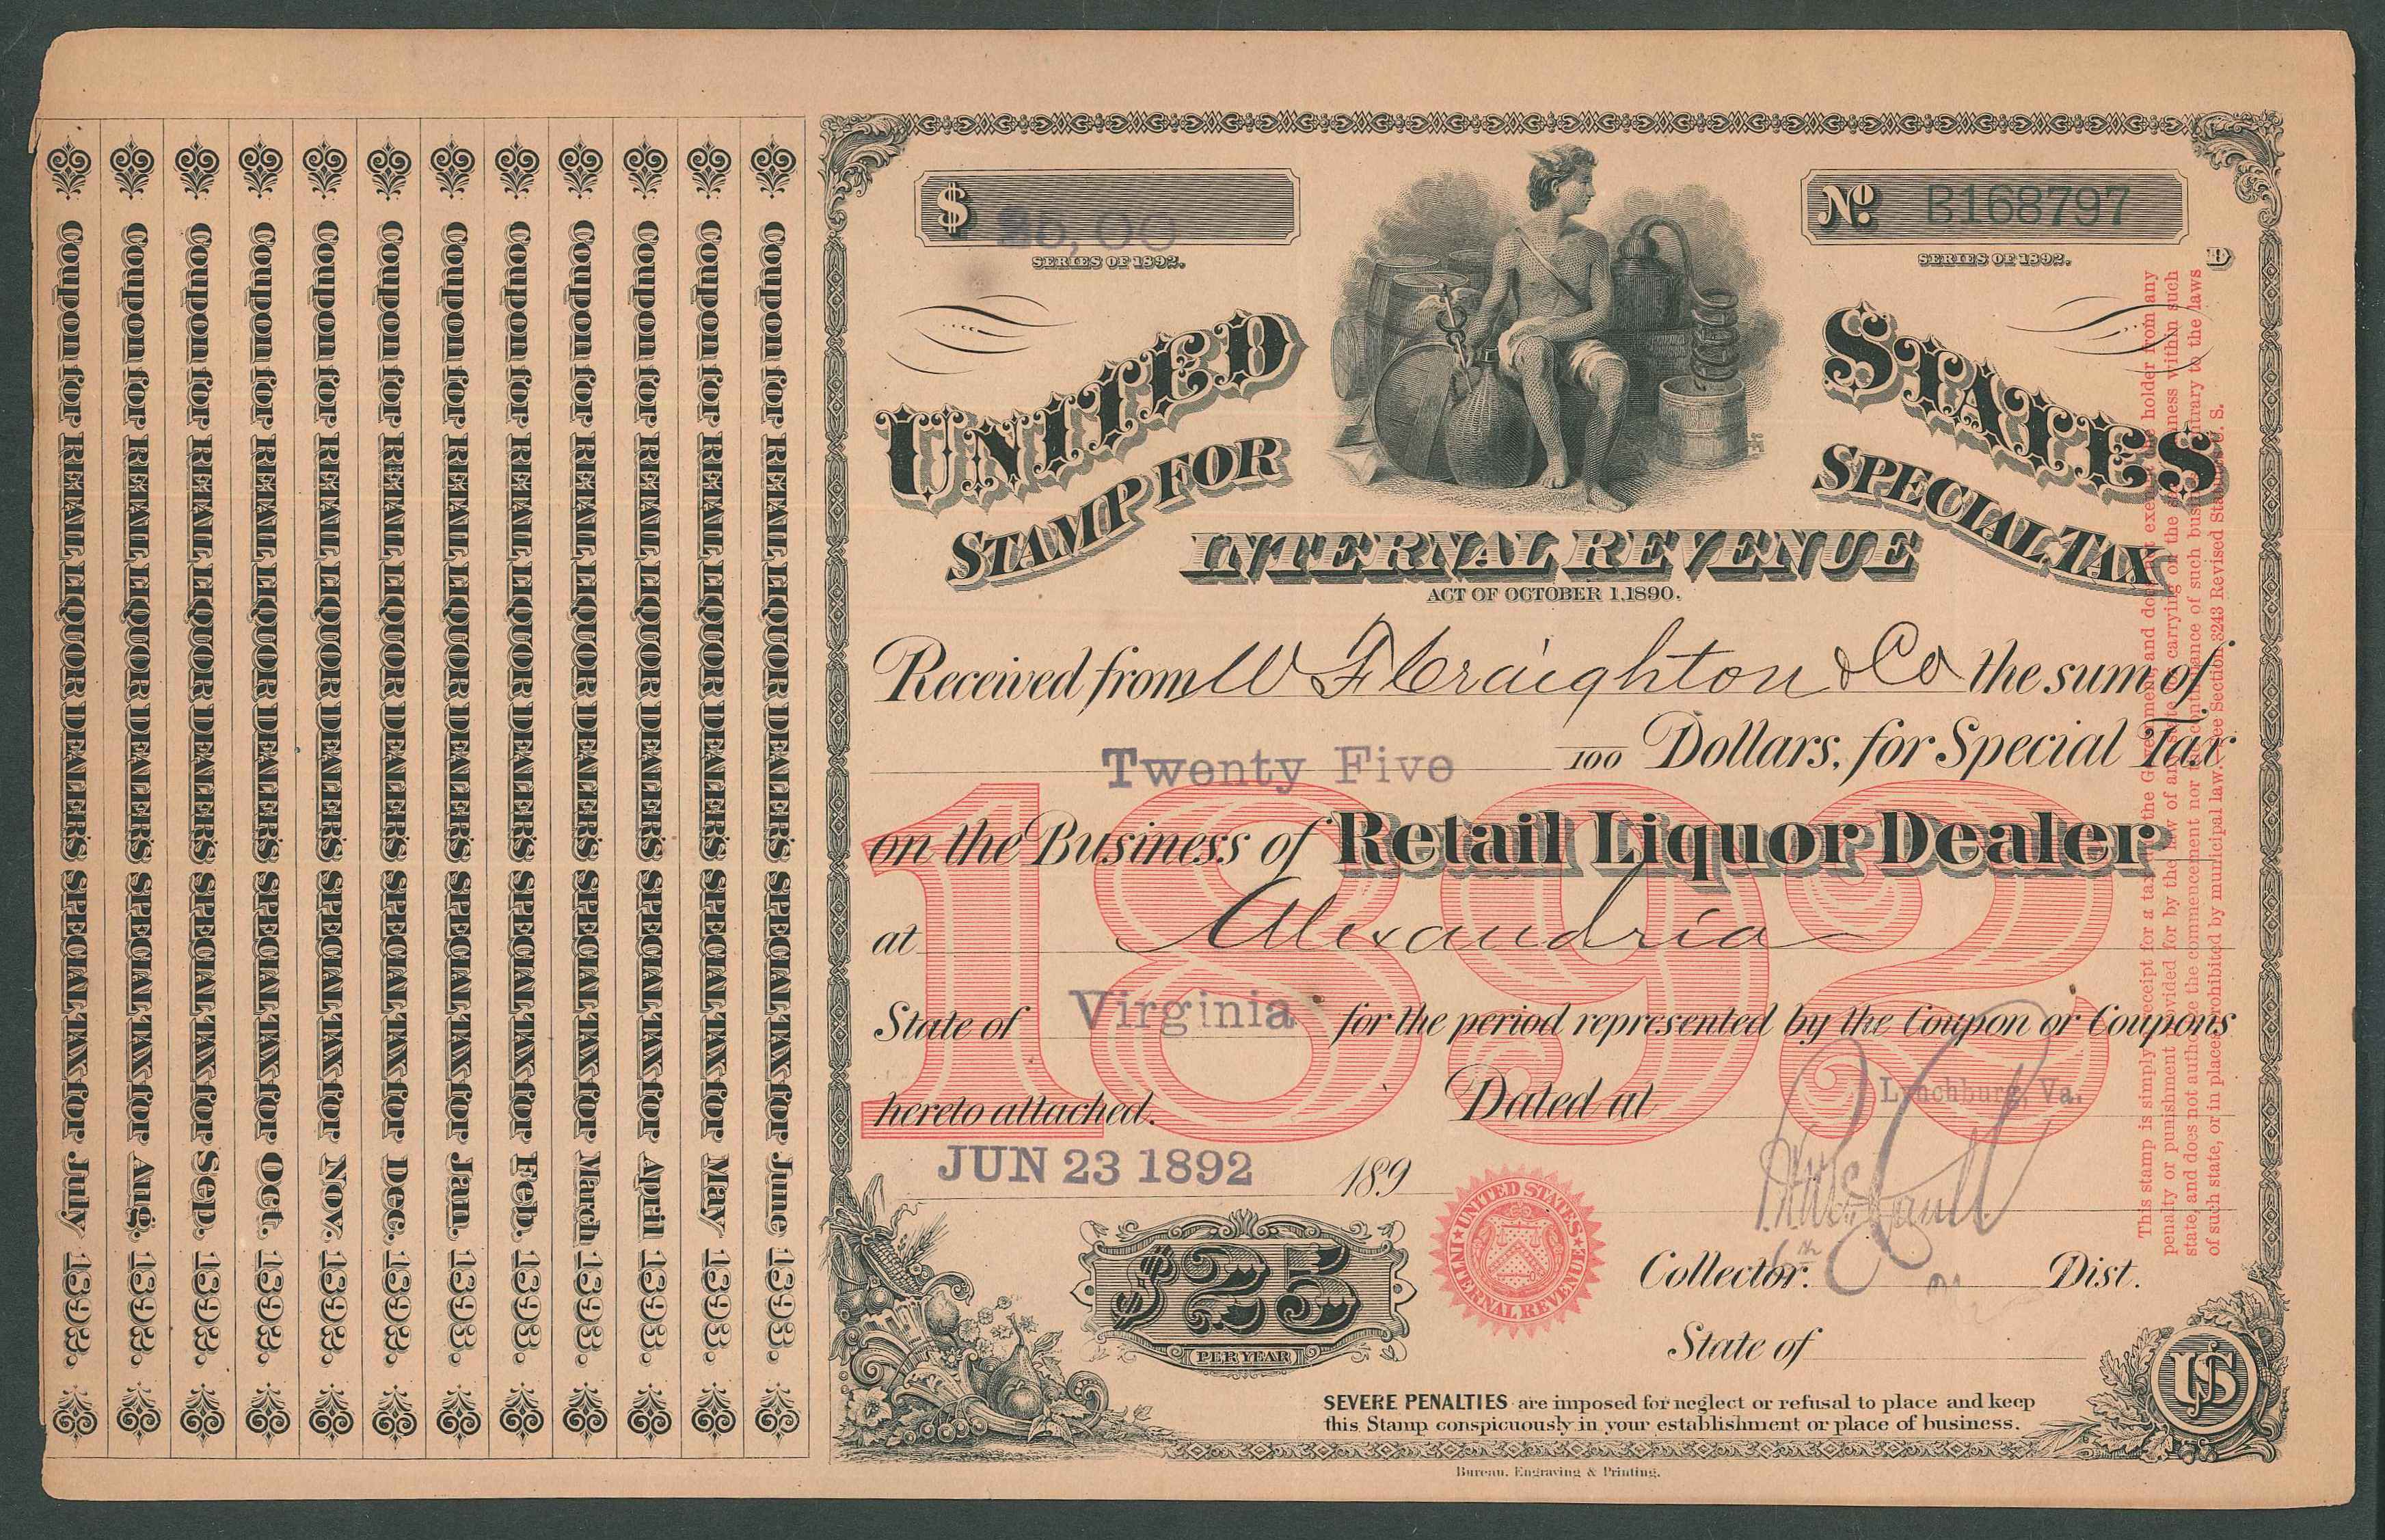 Coupon for RETAIL LIQUOR DEALER'S SPECIAL TAX for July 1892.
Coupon for RETAIL LIQUOR DEALER'S SPECIAL TAX for Aug. 1892.
Coupon for RETAIL LIQUOR DEALER'S SPECIAL TAX for Sep. 1892.
Coupon for RETAIL LIQUOR DEALER'S SPECIAL TAX for Oct. 1892.
Coupon for RETAIL LIQUOR DEALER'S SPECIAL TAX for Nov. 1892.
Coupon for RETAIL LIQUOR DEALER'S SPECIAL TAX for Dec. 1892.
Coupon for RETAIL LIQUOR DEALER'S SPECIAL TAX for Jan. 1893.
Coupon for RETAIL LIQUOR DEALER'S SPECIAL TAX for Feb. 1893.
Coupon for RETAIL LIQUOR DEALER'S SPECIAL TAX for March 1893.
Coupon for RETAIL LIQUOR DEALER'S SPECIAL TAX for April 1893.
Coupon for RETAIL LIQUOR DEALER'S SPECIAL TAX for May 1893.
Coupon for RETAIL LIQUOR DEALER'S SPECIAL TAX for June 1893.
$
No. B168797
SERIES OF 1892.
SERIES OF 1892.
D
UNITED STATES
STAMP FOR SPECIAL TAX
INTERNAL REVENUE
ACT OF OCTOBER 1, 1890.
Received from W F Craighton & Co the sum of
Twenty Five 100 Dollars, for Special Tax
1892
on the Business of Retail Liquor Dealer
at Alexandria
State of Virginia for the period represented by the Coupon or Coupons
hereto attached. Dated at Lynchburg, Va.
JUN 23 1892 189
UNITED STATES INTERNAL REVENUE
$25
PER YEAR
Collector. 6th Dist.
State of
US
SEVERE PENALTIES are imposed for neglect or refusal to place and keep
this Stamp conspicuously in your establishment or place of business.
Bureau, Engraving & Printing.
This stamp is simply a receipt for a tax due the Government and does not exempt the holder from any
penalty or punishment provided for by the law of any state for carrying on the said business within such
state, and does not authorize the commencement nor the continuance of such business contrary to the laws
of such state, or in places prohibited by municipal law. See Section 3243 Revised Statutes U. S.